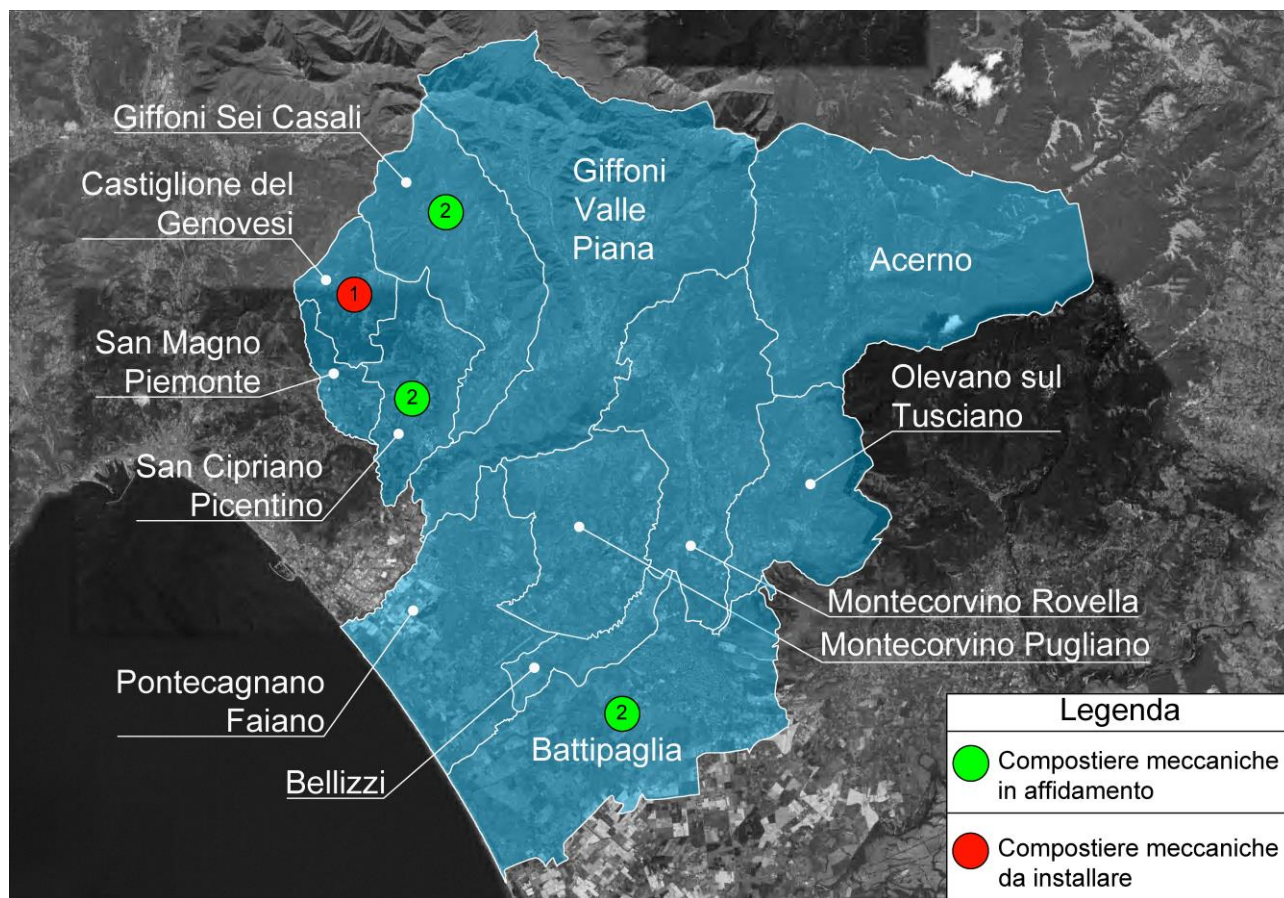 Giffoni Sei Casali
Castiglione del
Genovesi
San Magno
Piemonte
San Cipriano
Picentino
Pontecagnano
Faiano
Bellizzi
Giffoni
Valle
Piana
Acerno
Olevano sul
Tusciano
Montecorvino Rovella
Montecorvino Pugliano
Battipaglia
2
1
2
2
Legenda
Compostiere meccaniche
in affidamento
Compostiere meccaniche
da installare